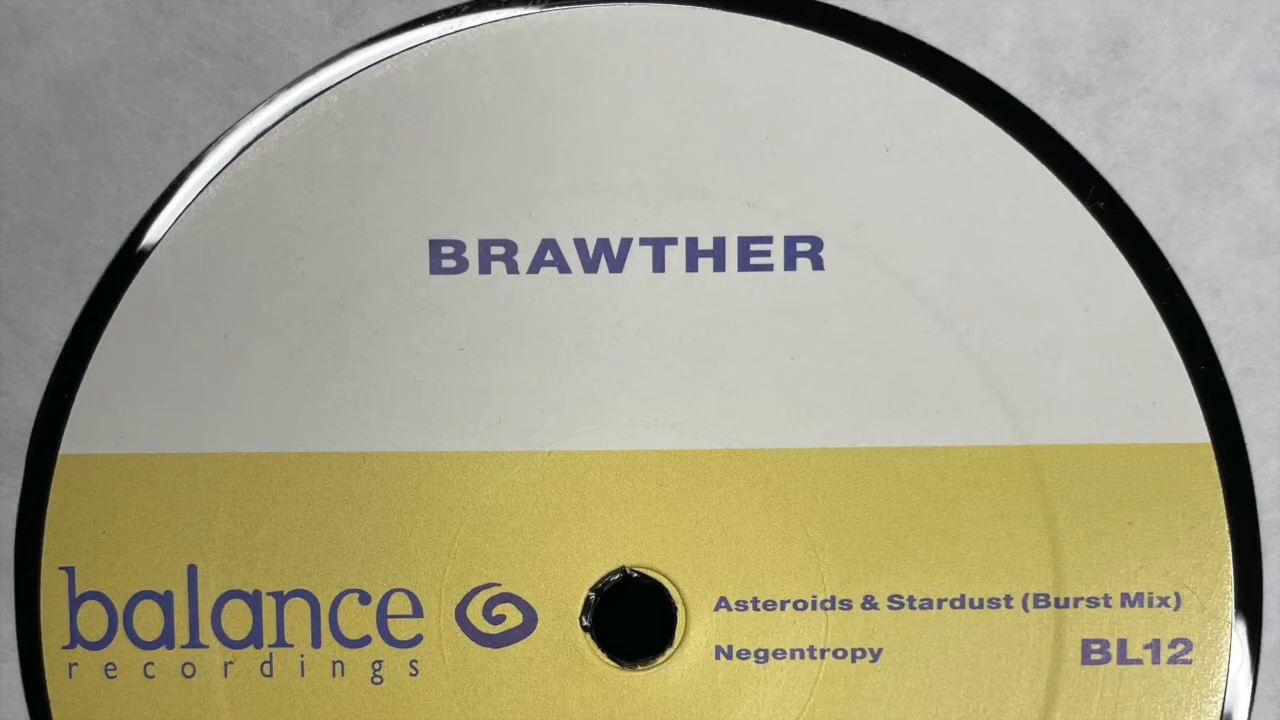 BRAWTHER
balance
recordings
Asteroids & Stardust (Burst Mix)
Negentropy
BL12